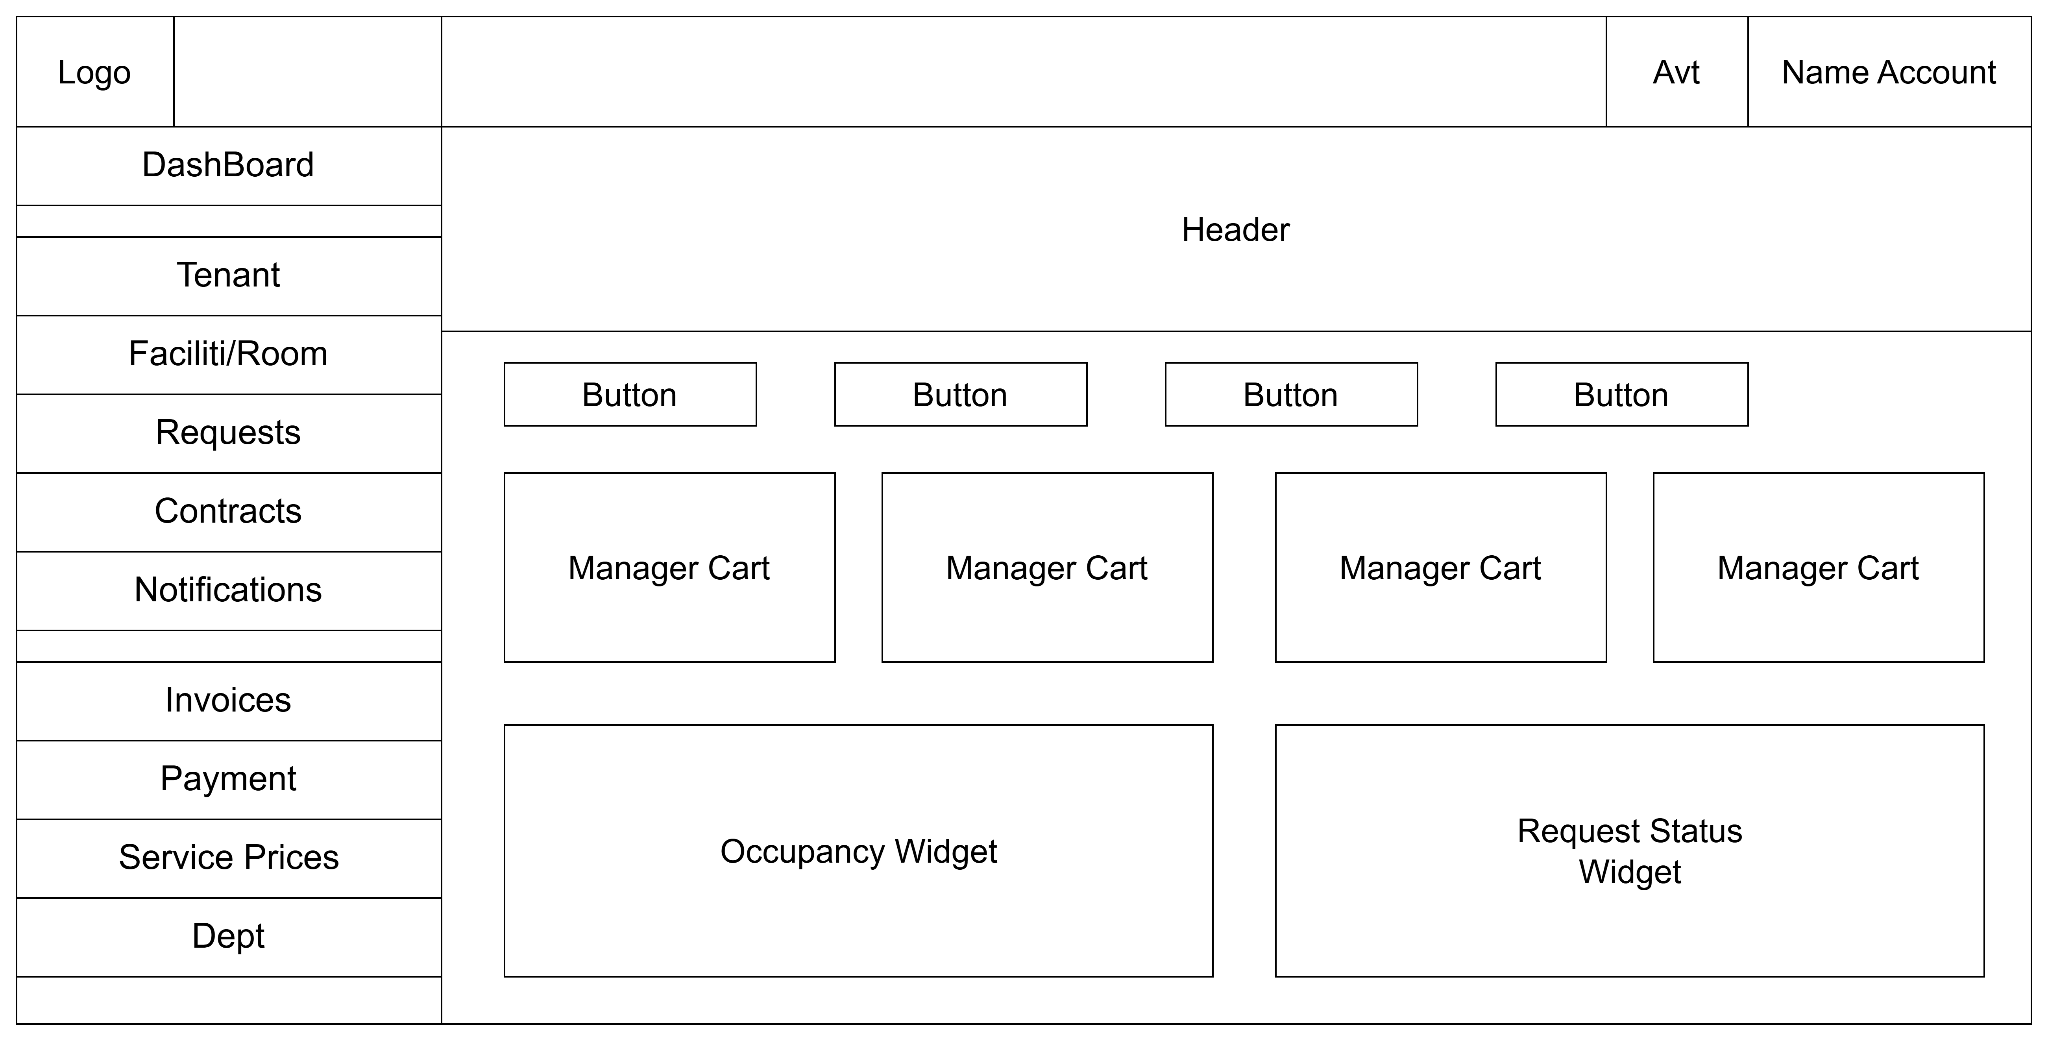 Logo
Avt
Name Account
DashBoard
Tenant
Faciliti/Room
Requests
Contracts
Notifications
Invoices
Payment
Service Prices
Dept
Header
Button
Button
Button
Button
Manager Cart
Manager Cart
Manager Cart
Manager Cart
Occupancy Widget
Request Status
Widget